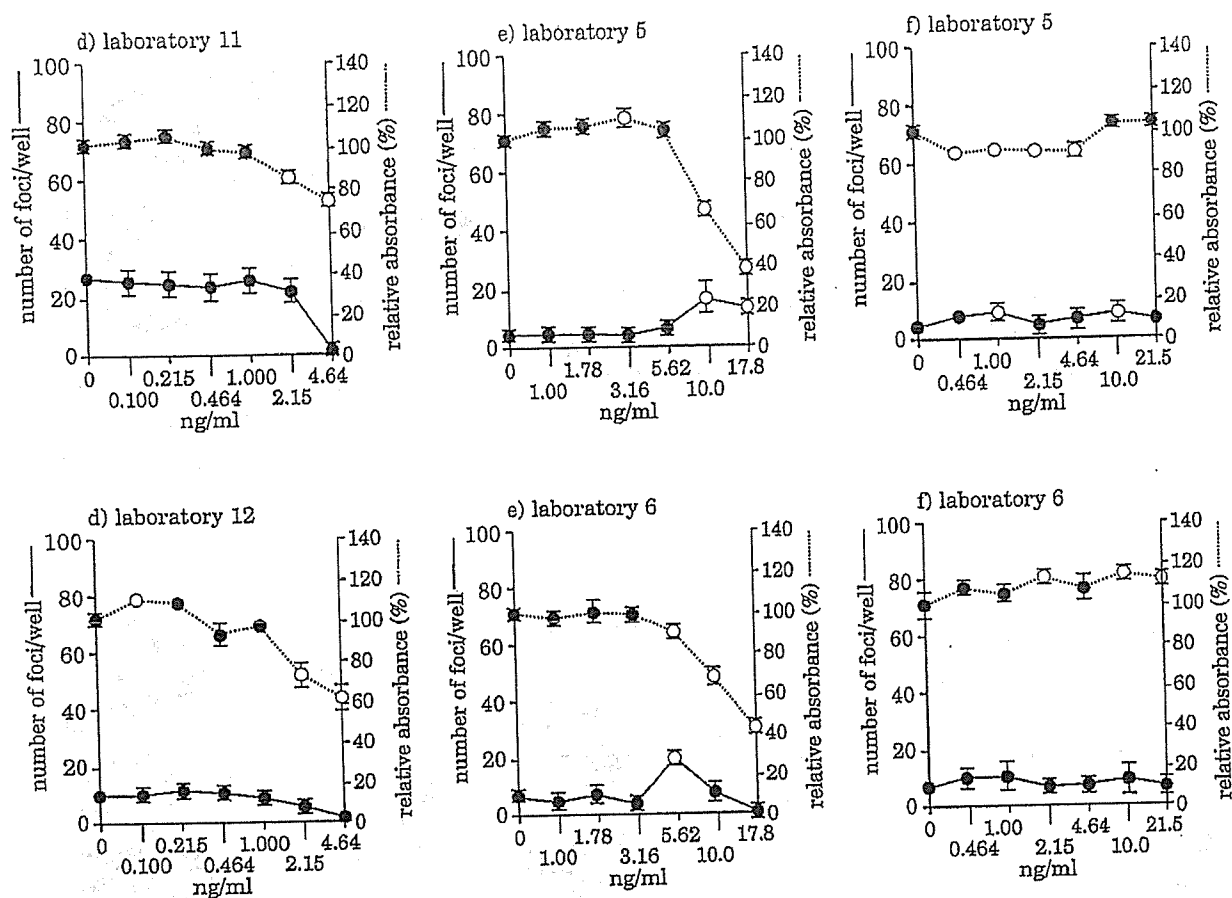 d) laboratory 11
number of foci/well
100
80
60
40
20
0
140
120
100
80
60
40
20
0
relative absorbance (%)
0 0.215 1.000 4.64
0.100 0.464 2.15
ng/ml
e) laboratory 5
number of foci/well
100
80
60
40
20
0
140
120
100
80
60
40
20
0
relative absorbance (%)
0 1.78 5.62 17.8
1.00 3.16 10.0
ng/ml
f) laboratory 5
number of foci/well
100
80
60
40
20
0
140
120
100
80
60
40
20
0
relative absorbance (%)
0 1.00 4.64 21.5
0.464 2.15 10.0
ng/ml
d) laboratory 12
number of foci/well
100
80
60
40
20
0
140
120
100
80
60
40
20
0
relative absorbance (%)
0 0.215 1.000 4.64
0.100 0.464 2.15
ng/ml
e) laboratory 6
number of foci/well
100
80
60
40
20
0
140
120
100
80
60
40
20
0
relative absorbance (%)
0 1.78 5.62 17.8
1.00 3.16 10.0
ng/ml
f) laboratory 6
number of foci/well
100
80
60
40
20
0
140
120
100
80
60
40
20
0
relative absorbance (%)
0 1.00 4.64 21.5
0.464 2.15 10.0
ng/ml